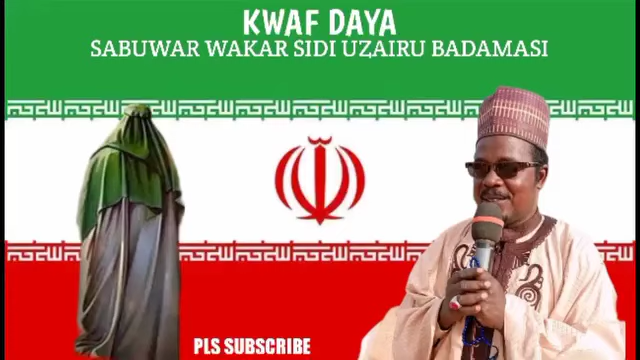 KWAF DAYA
SABUWAR WAKAR SIDI UZAIRU BADAMASI
PLS SUBSCRIBE